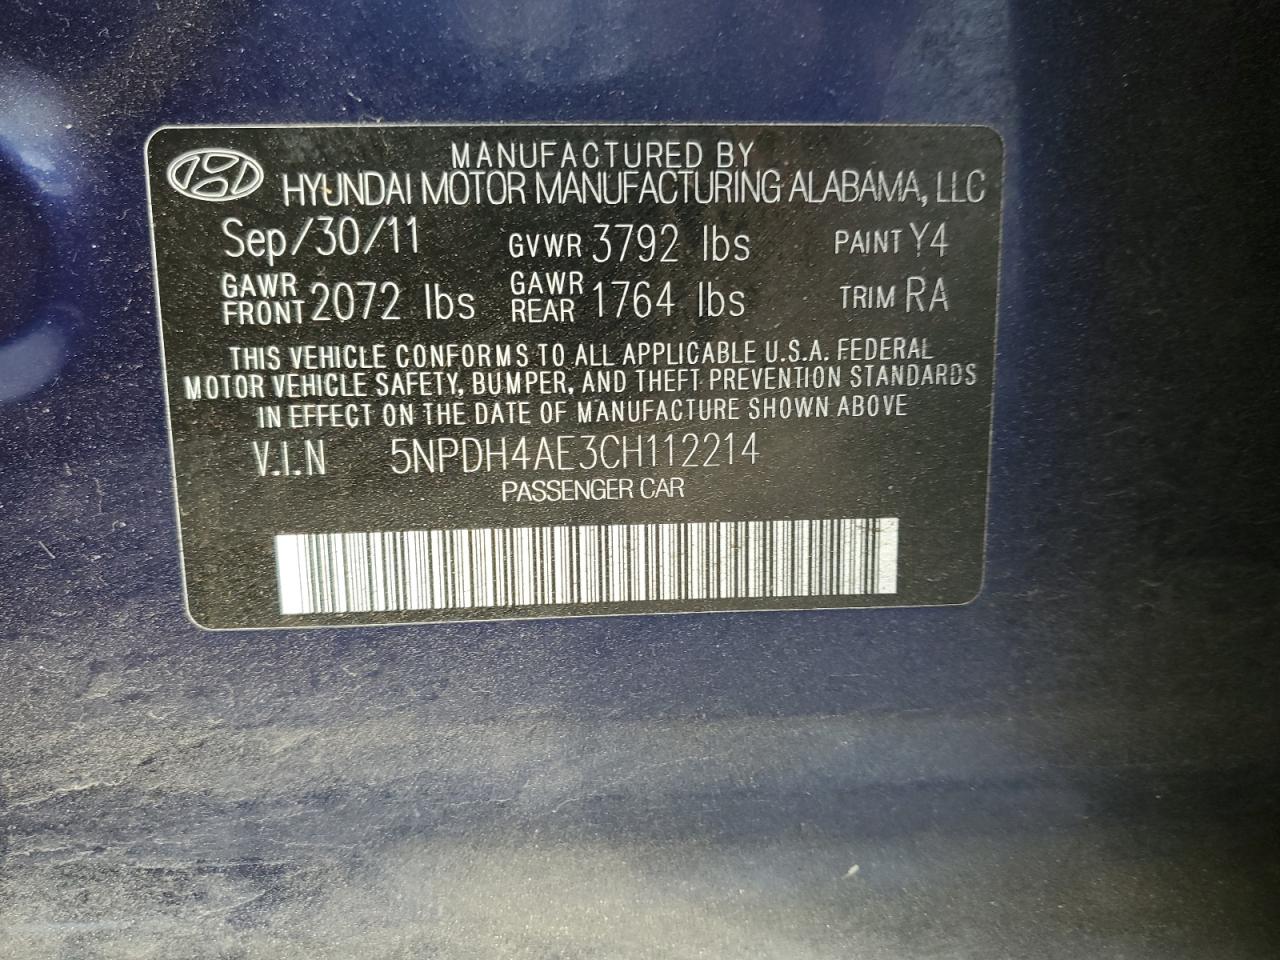 MANUFACTURED BY
HYUNDAI MOTOR MANUFACTURING ALABAMA, LLC
Sep/30/11 GVWR 3792 lbs PAINT Y4
GAWR FRONT 2072 lbs GAWR REAR 1764 lbs TRIM RA
THIS VEHICLE CONFORMS TO ALL APPLICABLE U.S.A. FEDERAL
MOTOR VEHICLE SAFETY, BUMPER, AND THEFT PREVENTION STANDARDS
IN EFFECT ON THE DATE OF MANUFACTURE SHOWN ABOVE
V.I.N 5NPDH4AE3CH112214
PASSENGER CAR